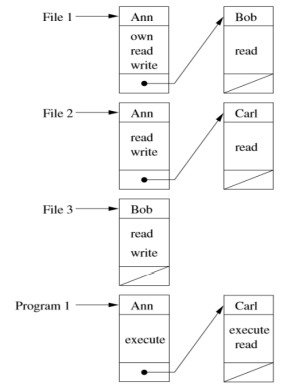 File 1 Ann Bob
own
read read
write
File 2 Ann Carl
read read
write
File 3 Bob
read
write
Program 1 Ann Carl
execute execute
read